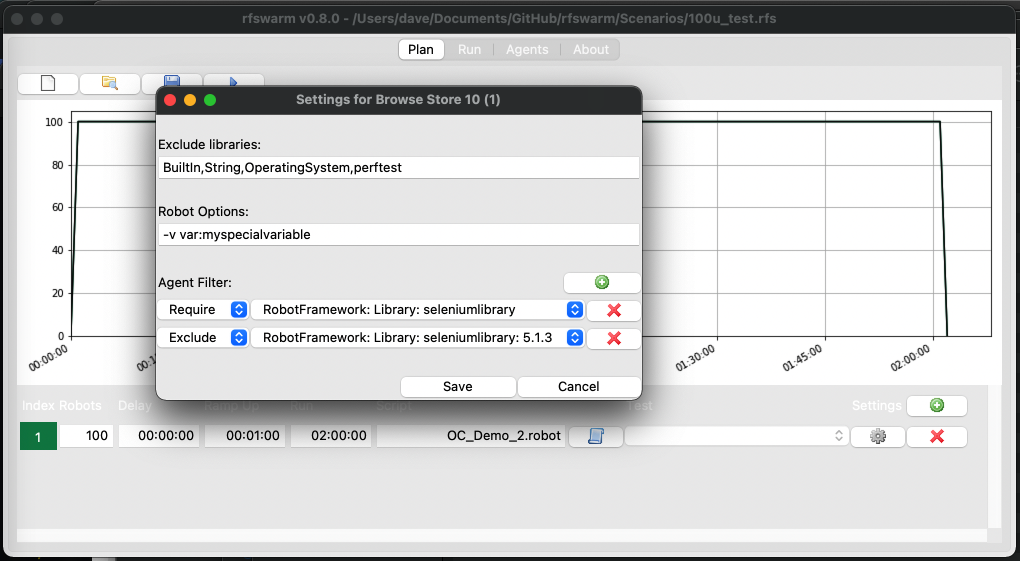 rfswarm v0.8.0 - /Users/dave/Documents/GitHub/rfswarm/Scenarios/100u_test.rfs
Plan Run Agents About
Settings for Browse Store 10 (1)
Exclude libraries:
BuiltIn,String,OperatingSystem,perftest
Robot Options:
-v var:myspecialvariable
Agent Filter:
Require RobotFramework: Library: seleniumlibrary
Exclude RobotFramework: Library: seleniumlibrary: 5.1.3
Save Cancel
100
80
60
40
20
0
00:00:00 01:30:00 01:45:00 02:00:00
Index Robots Delay Ramp Up Run Script Test Settings
1 100 00:00:00 00:01:00 02:00:00 OC_Demo_2.robot